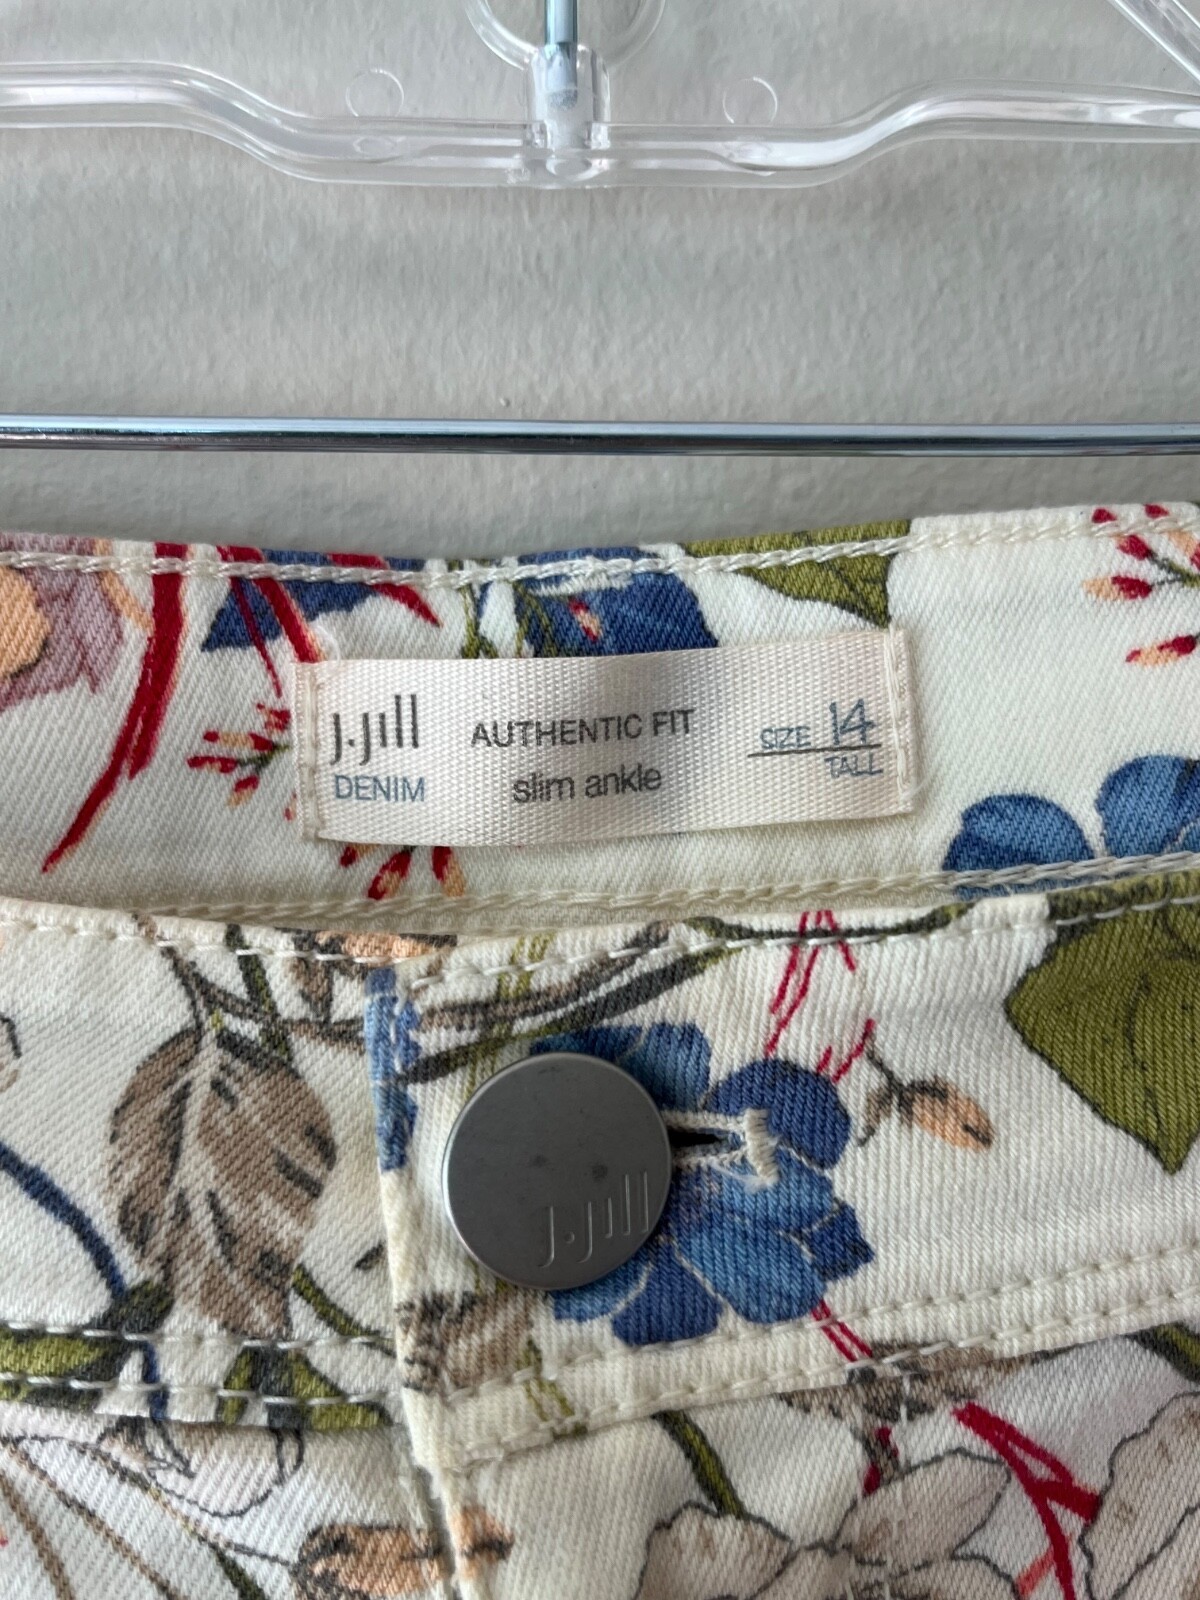 J.Jill
DENIM
AUTHENTIC FIT
slim ankle
SIZE 14
TALL
J.Jill